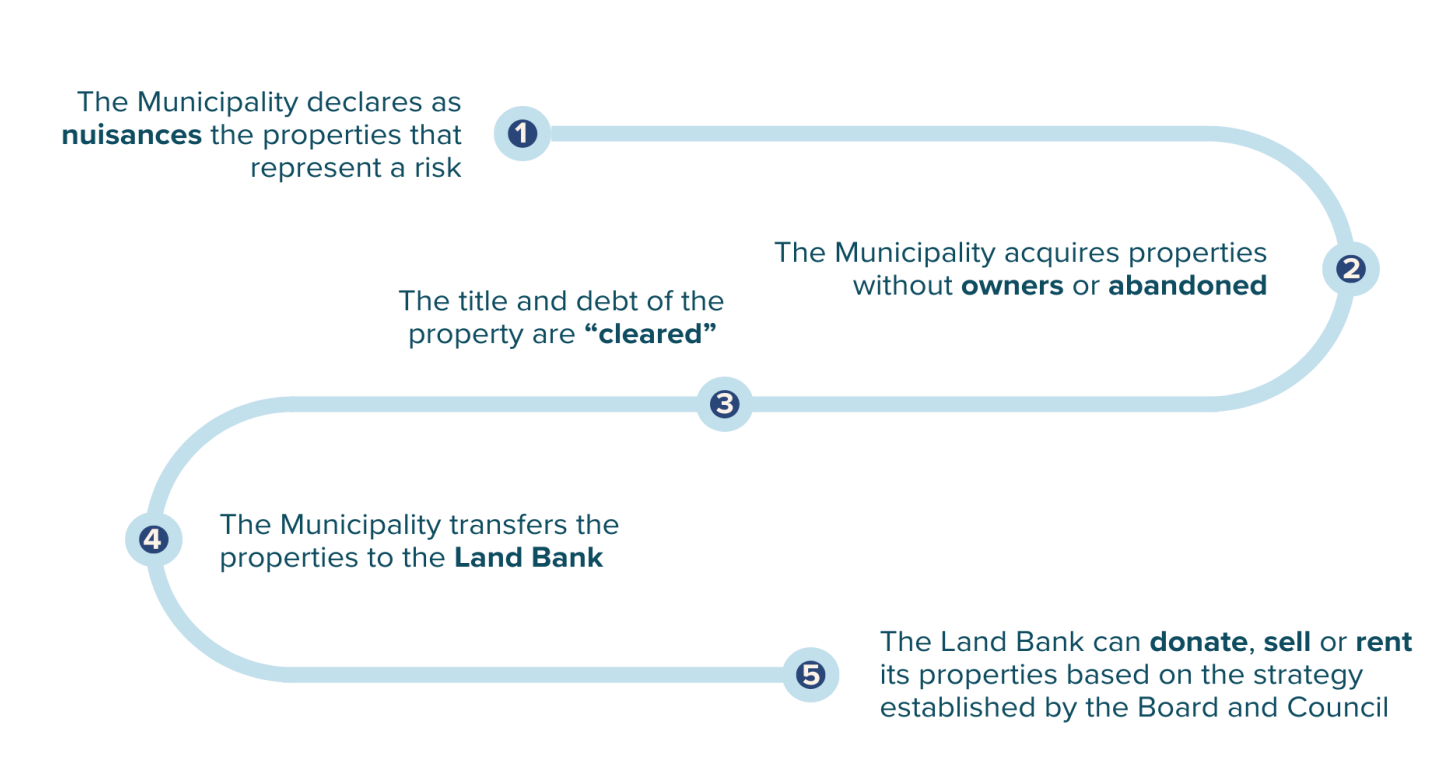 The Municipality declares as
nuisances the properties that
represent a risk
1
The Municipality acquires properties
without owners or abandoned
2
The title and debt of the
property are “cleared”
3
4
The Municipality transfers the
properties to the Land Bank
5
The Land Bank can donate, sell or rent
its properties based on the strategy
established by the Board and Council